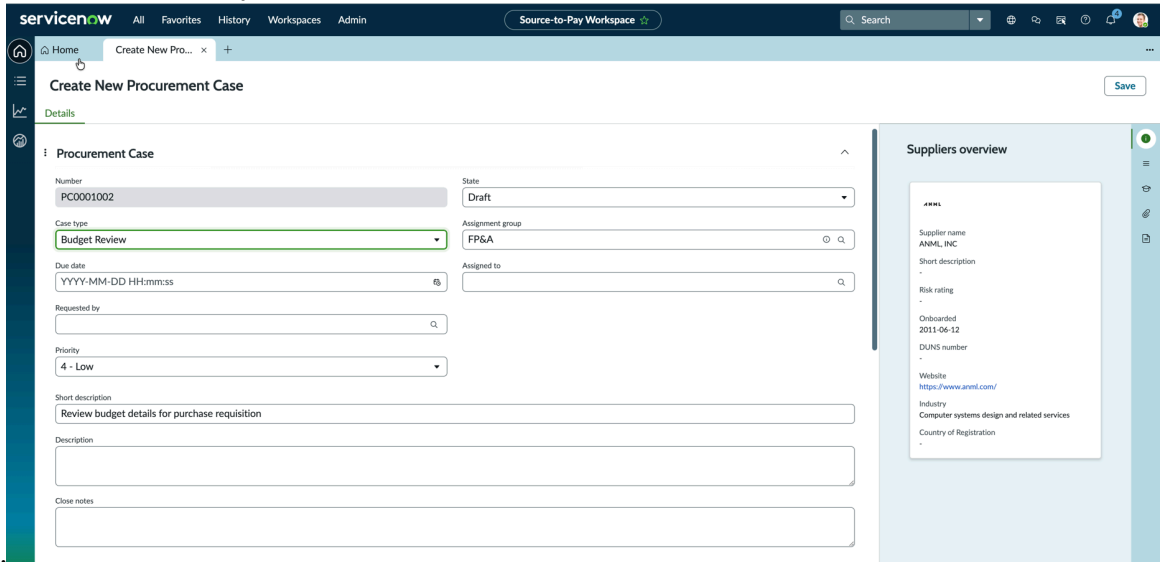 servicenow All Favorites History Workspaces Admin Source-to-Pay Workspace Search 4
Home Create New Pro... × +
Create New Procurement Case Save
Details
Procurement Case
Number
PC0001002
State
Draft
Case type
Budget Review
Assignment group
FP&A
Due date
YYYY-MM-DD HH:mm:ss
Assigned to
Requested by
Priority
4 - Low
Short description
Review budget details for purchase requisition
Description
Close notes
Suppliers overview
ANML
Supplier name
ANML, INC
Short description
-
Risk rating
-
Onboarded
2011-06-12
DUNS number
-
Website
https://www.anml.com/
Industry
Computer systems design and related services
Country of Registration
-